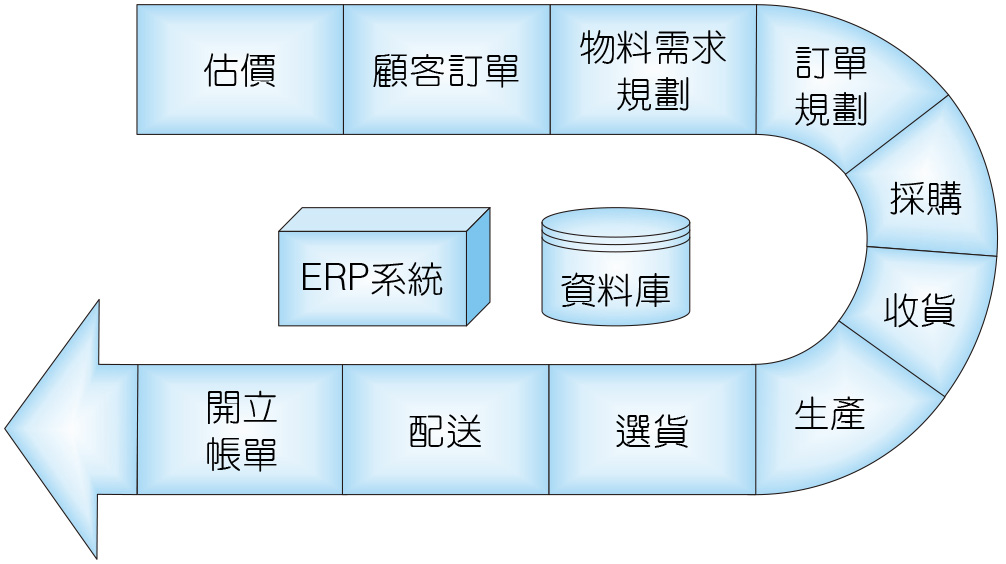 估價
顧客訂單
物料需求
規劃
訂單
規劃
採購
收貨
生產
選貨
配送
開立
帳單
ERP系統
資料庫